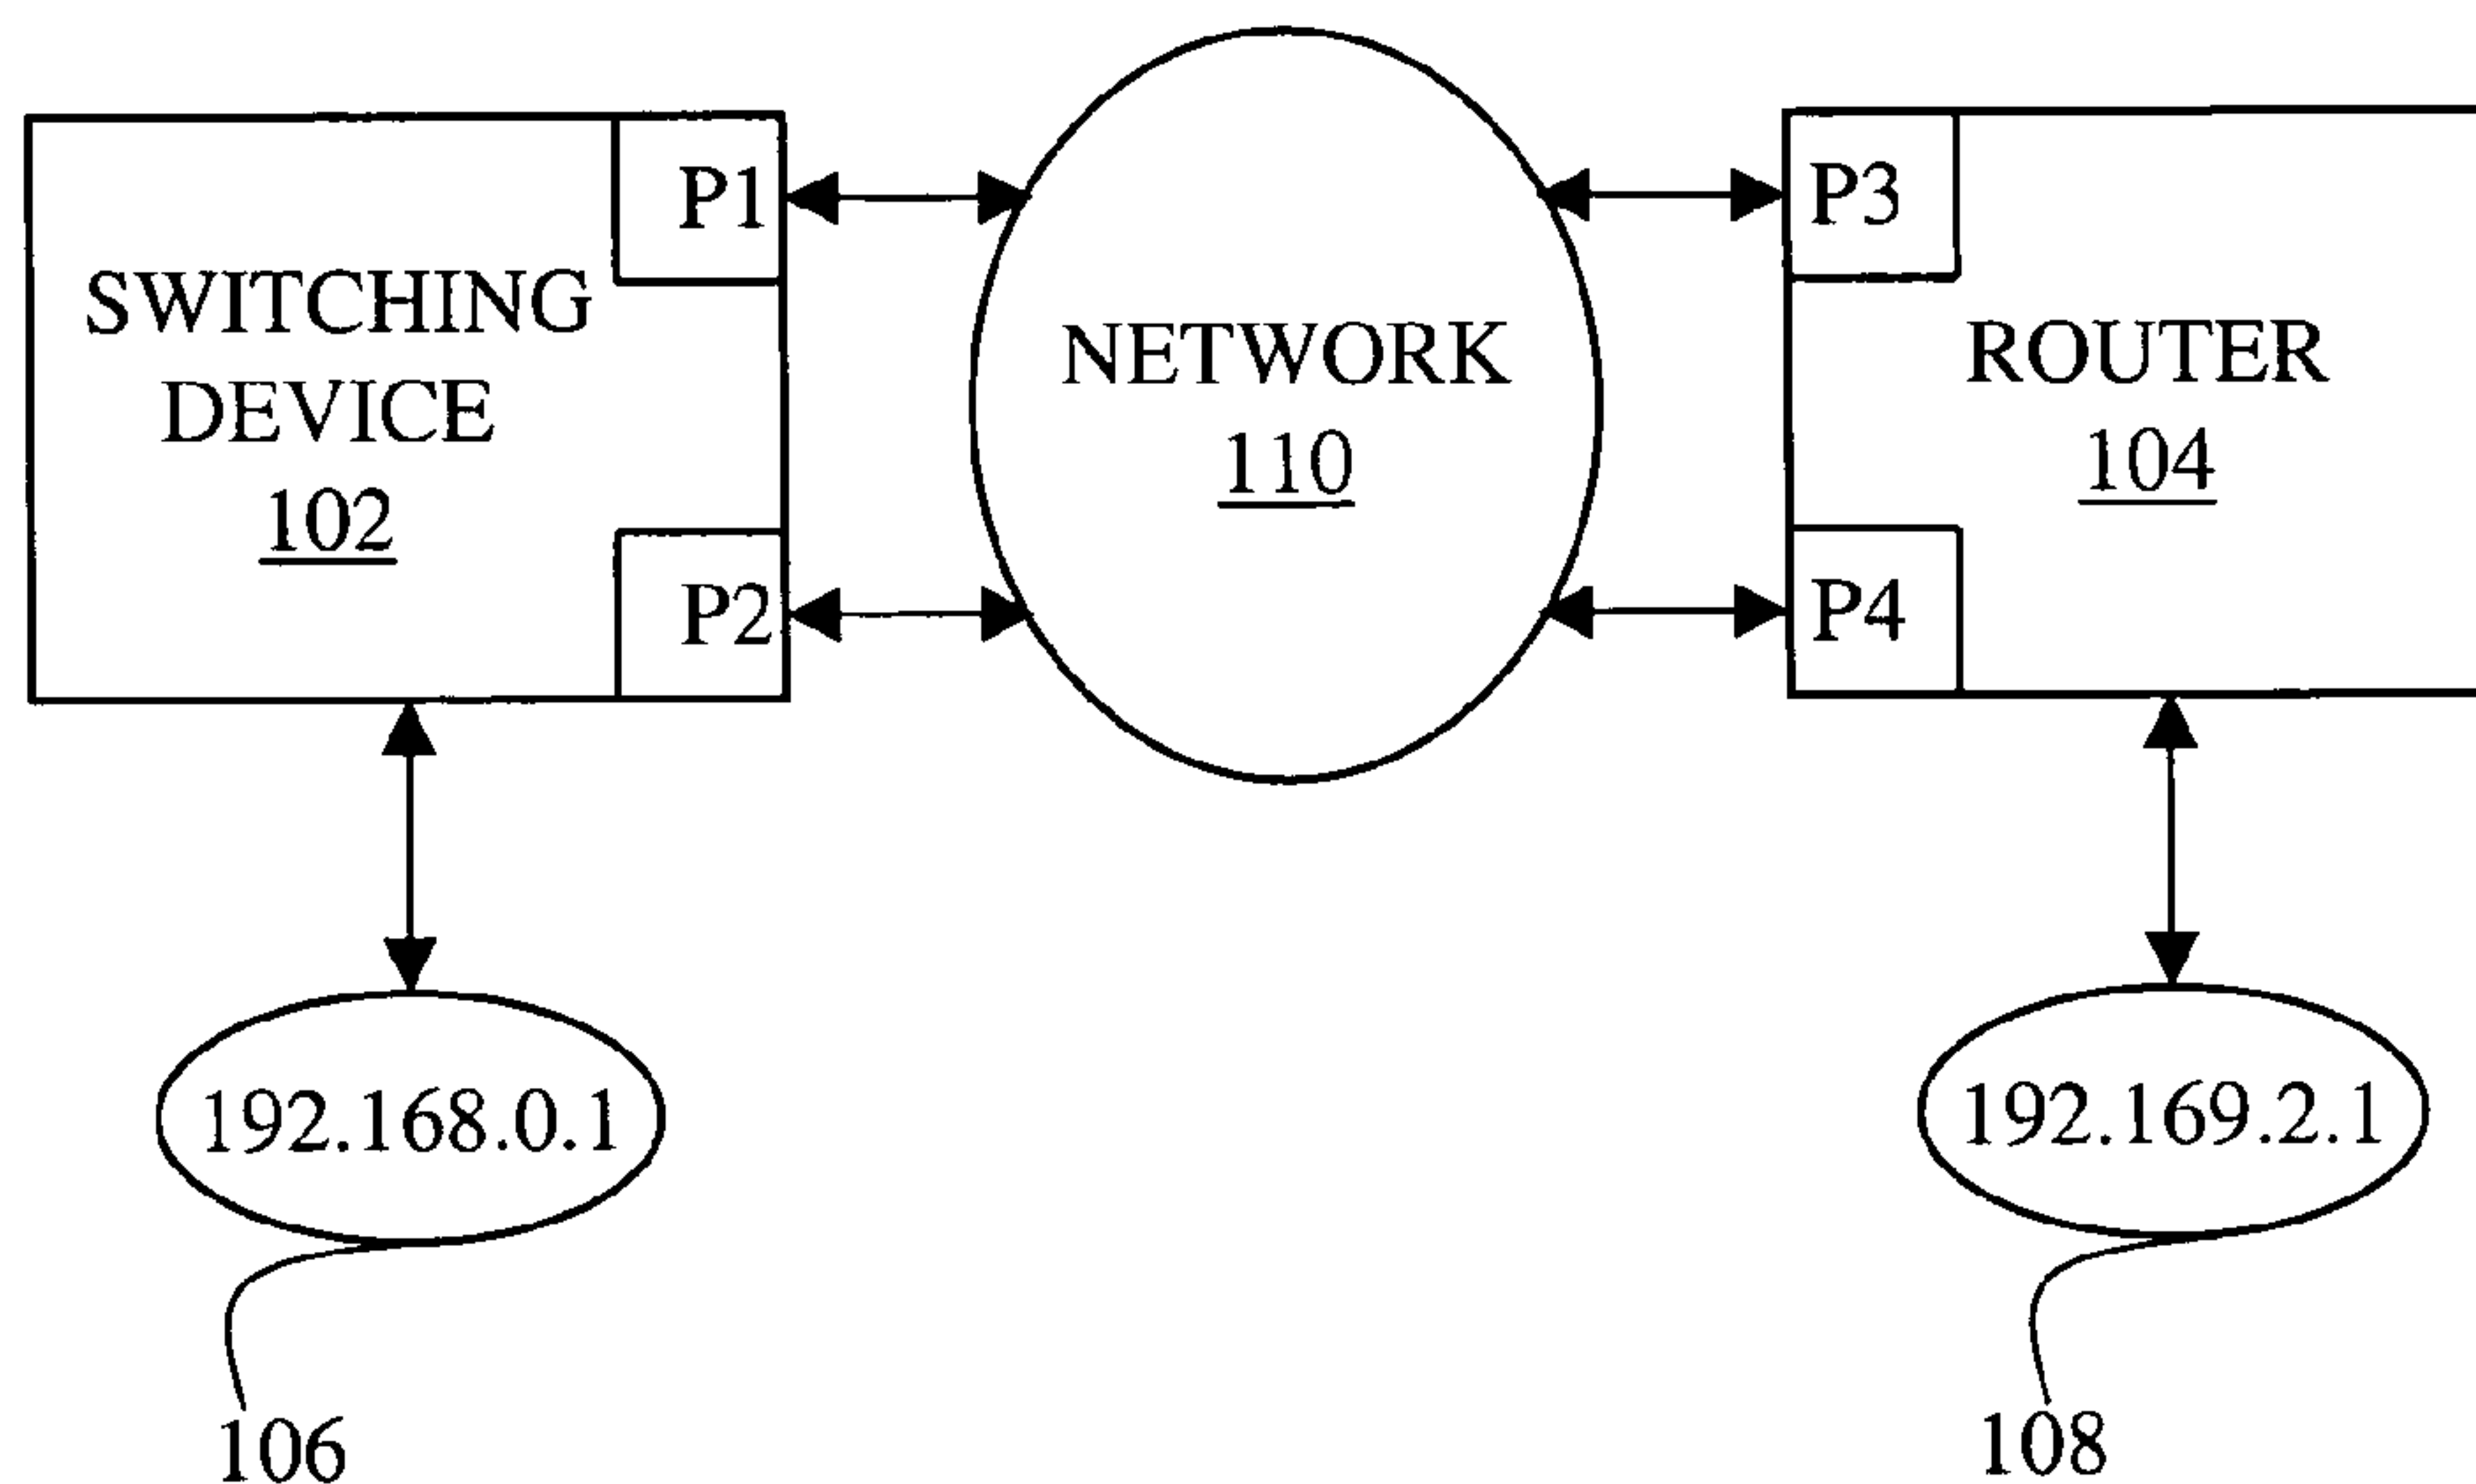 P1
P3
SWITCHING
DEVICE
102
NETWORK
110
ROUTER
104
P2
P4
192.168.0.1
192.169.2.1
106
108